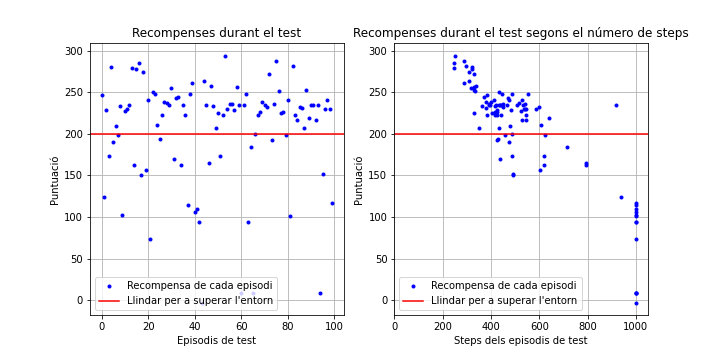 Recompenses durant el test
300
250
200
150
100
50
0
Puntuació
Recompensa de cada episodi
Llindar per a superar l'entorn
0
20
40
60
80
100
Episodis de test
Recompenses durant el test segons el número de steps
300
250
200
150
100
50
0
Puntuació
Recompensa de cada episodi
Llindar per a superar l'entorn
0
200
400
600
800
1000
Steps dels episodis de test